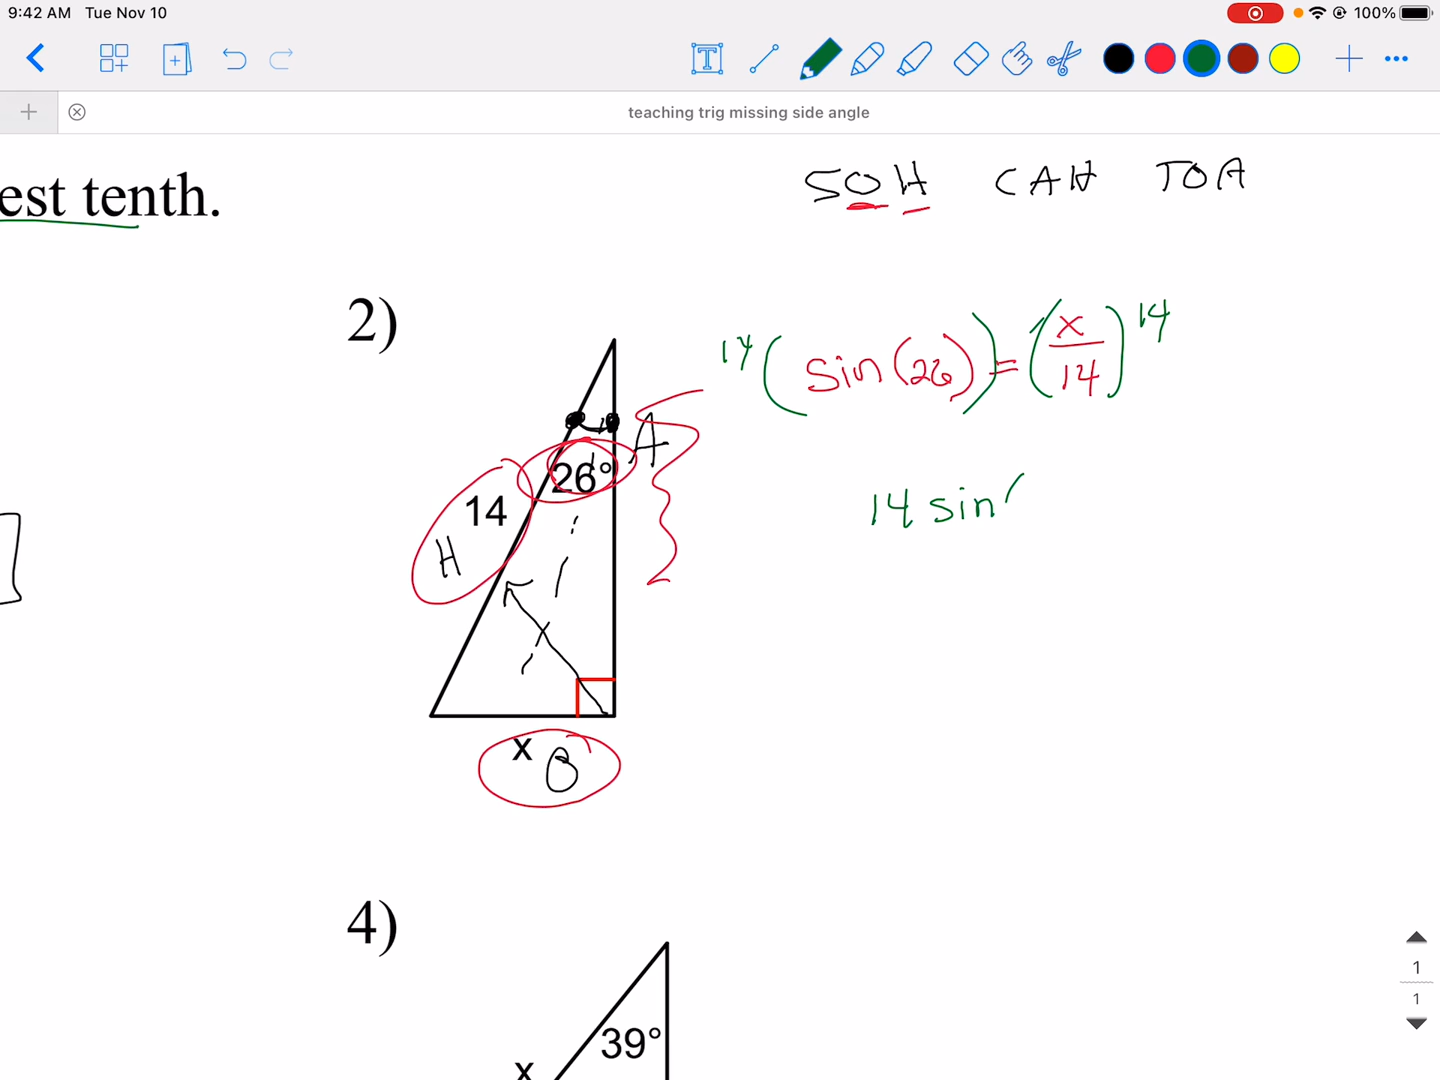 9:42 AM Tue Nov 10
100%
T
teaching trig missing side angle
est tenth.
SOH CAH TOA
2)
14 ( sin(26) ) = ( x/14 ) 14
A
26°
14
H
14 sin(
x O
4)
39°
x
1
1